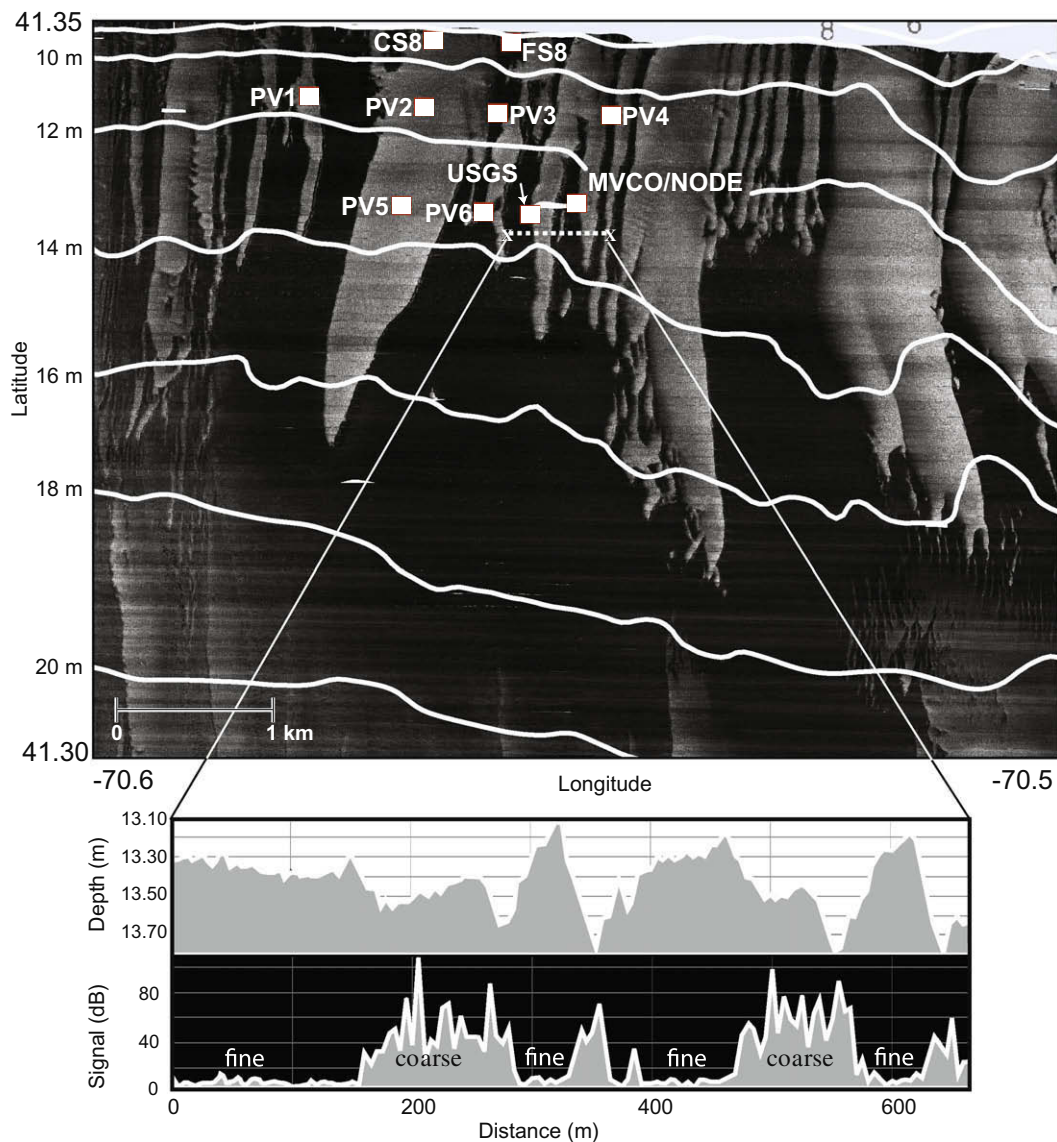 41.35
10 m
12 m
14 m
16 m
18 m
20 m
41.30
Latitude
CS8
FS8
PV1
PV2
PV3
PV4
USGS
MVCO/NODE
PV5
PV6
x
x
0
1 km
-70.6
Longitude
-70.5
13.10
13.30
13.50
13.70
Depth (m)
80
40
0
Signal (dB)
fine
coarse
fine
fine
coarse
fine
0
200
400
600
Distance (m)